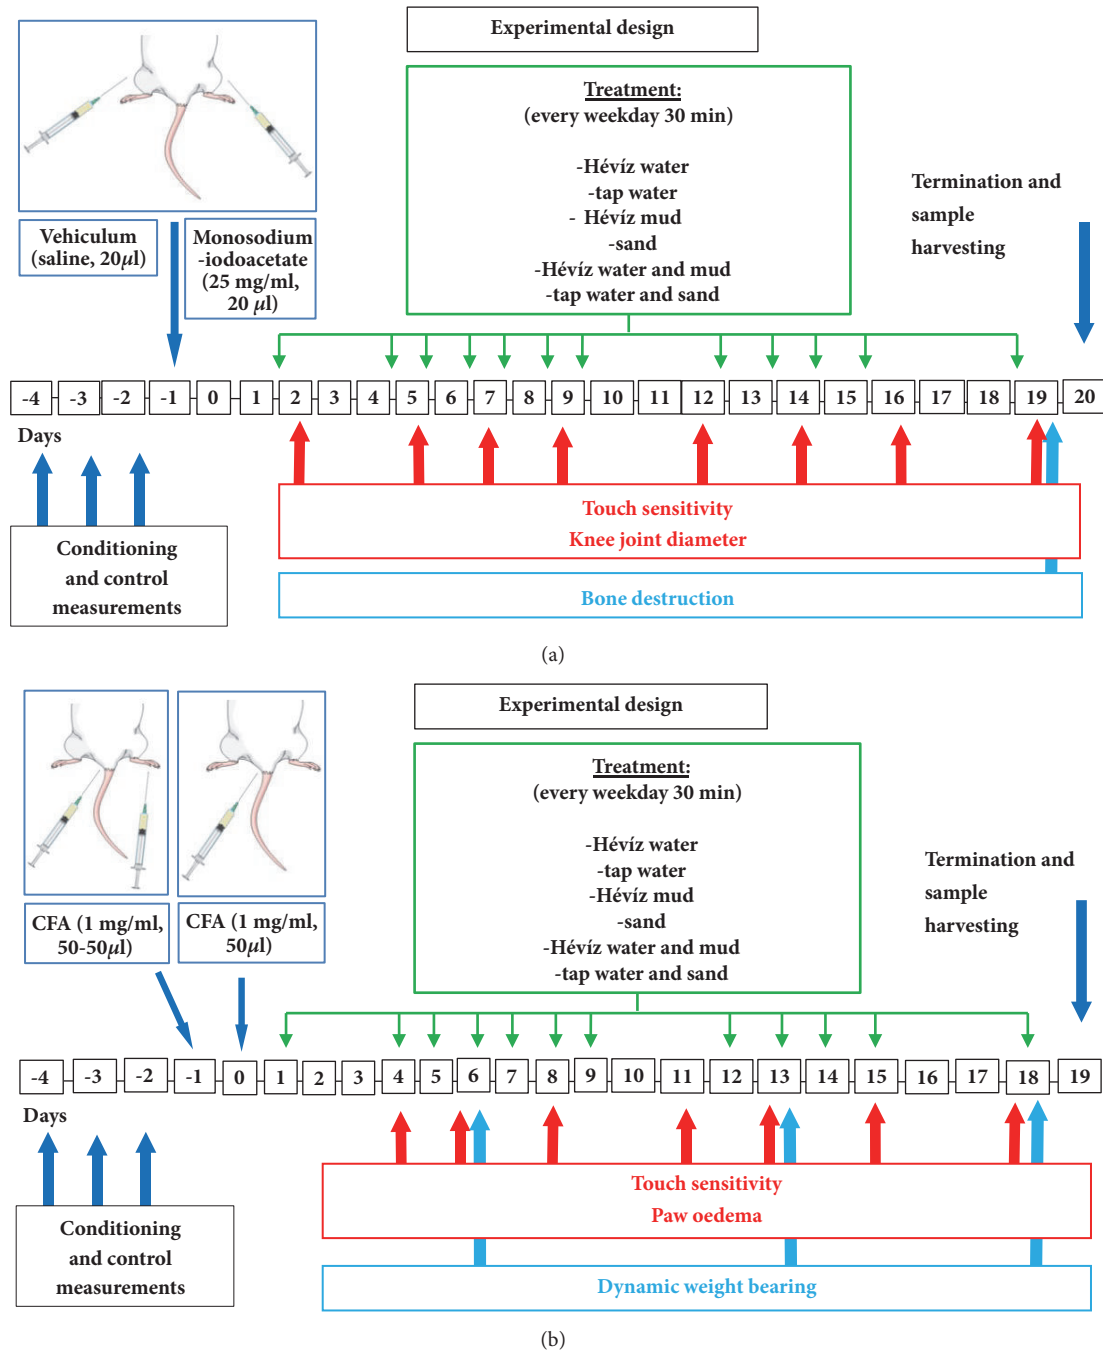 Experimental design
Treatment:
(every weekday 30 min)
-Hévíz water
-tap water
- Hévíz mud
-sand
-Hévíz water and mud
-tap water and sand
Vehiculum
(saline, 20μl)
Monosodium
-iodoacetate
(25 mg/ml,
20 μl)
Termination and
sample
harvesting
-4 -3 -2 -1 0 1 2 3 4 5 6 7 8 9 10 11 12 13 14 15 16 17 18 19 20
Days
Conditioning
and control
measurements
Touch sensitivity
Knee joint diameter
Bone destruction
(a)
Experimental design
Treatment:
(every weekday 30 min)
-Hévíz water
-tap water
-Hévíz mud
-sand
-Hévíz water and mud
-tap water and sand
CFA (1 mg/ml,
50-50μl)
CFA (1 mg/ml,
50μl)
Termination and
sample
harvesting
-4 -3 -2 -1 0 1 2 3 4 5 6 7 8 9 10 11 12 13 14 15 16 17 18 19
Days
Conditioning
and control
measurements
Touch sensitivity
Paw oedema
Dynamic weight bearing
(b)